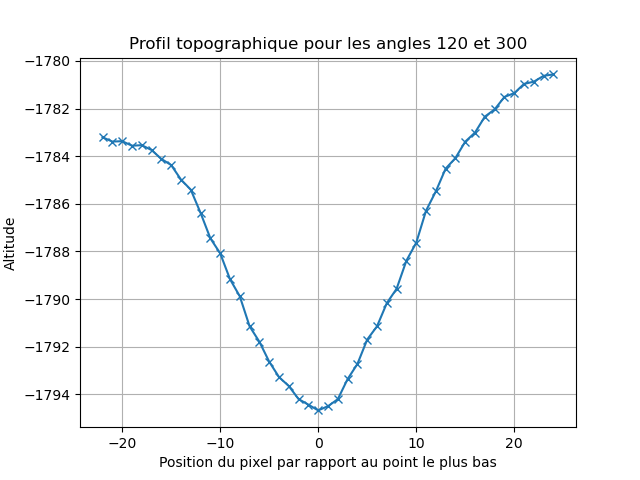 Profil topographique pour les angles 120 et 300
−1780
−1782
−1784
−1786
−1788
−1790
−1792
−1794
Altitude
−20 −10 0 10 20
Position du pixel par rapport au point le plus bas